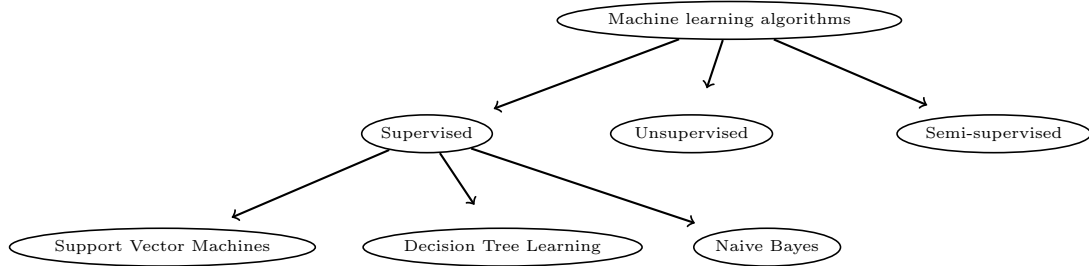 Machine learning algorithms
Supervised
Unsupervised
Semi-supervised
Support Vector Machines
Decision Tree Learning
Naive Bayes